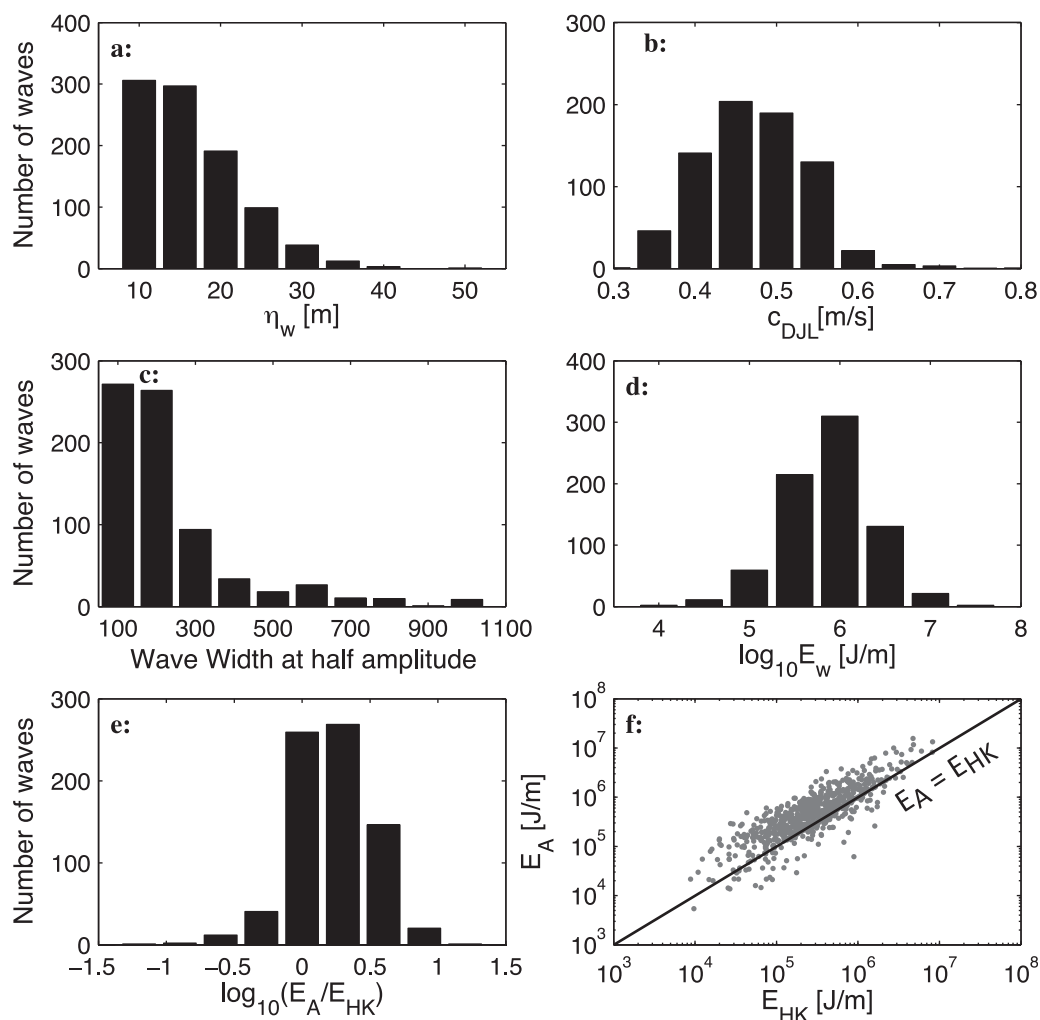 a:
Number of waves
400
300
200
100
0
10 20 30 40 50
η_w [m]
b:
300
200
100
0
0.3 0.4 0.5 0.6 0.7 0.8
c_DJL[m/s]
c:
Number of waves
300
200
100
0
100 300 500 700 900 1100
Wave Width at half amplitude
d:
400
300
200
100
0
4 5 6 7 8
log_10 E_w [J/m]
e:
Number of waves
300
200
100
0
−1.5 −1 −0.5 0 0.5 1 1.5
log_10(E_A/E_HK)
f:
E_A [J/m]
10^8
10^7
10^6
10^5
10^4
10^3
E_A = E_HK
10^3 10^4 10^5 10^6 10^7 10^8
E_HK [J/m]